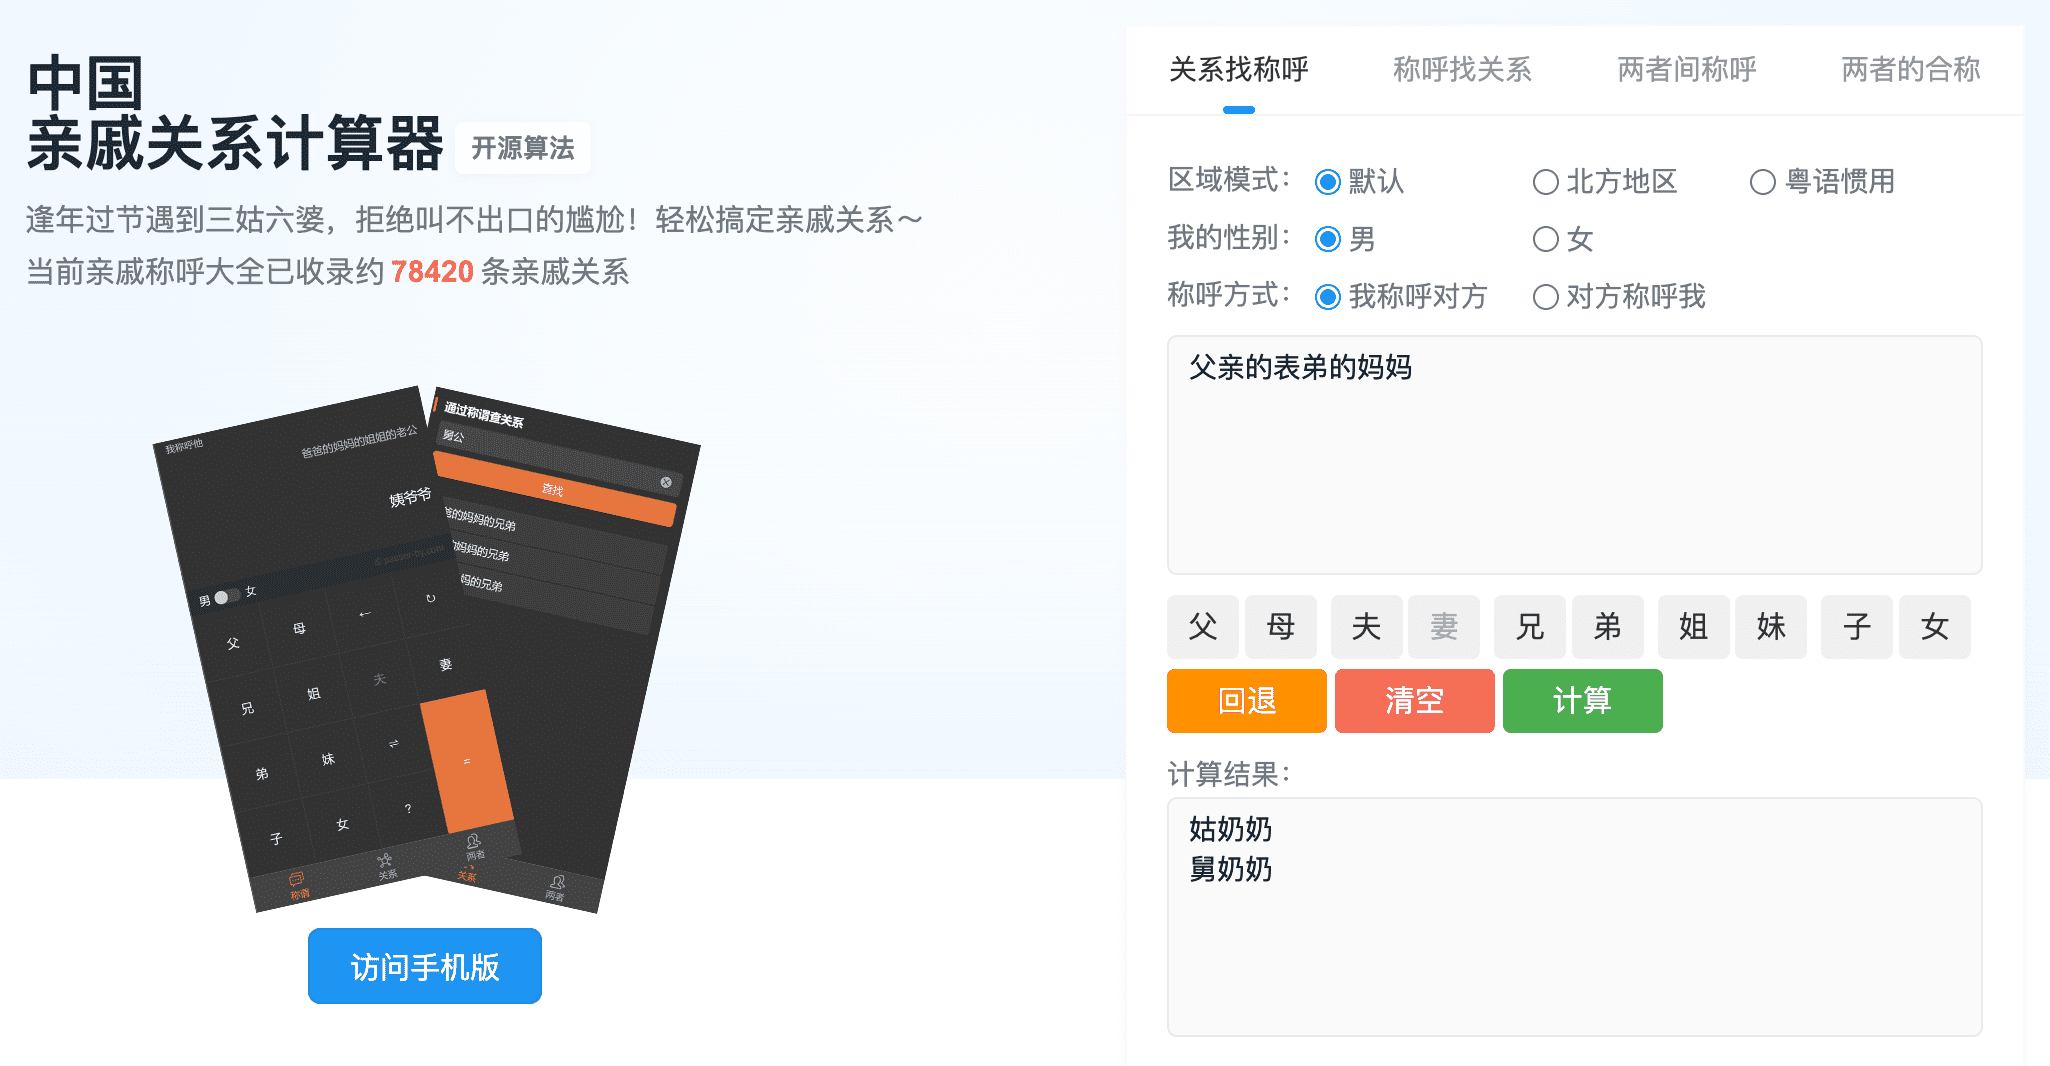 中国
亲戚关系计算器 开源算法
逢年过节遇到三姑六婆，拒绝叫不出口的尴尬！轻松搞定亲戚关系～
当前亲戚称呼大全已收录约 78420 条亲戚关系
我称呼他
爸爸的妈妈的姐姐的老公
姨爷爷
男 女
父 母 ← ↻
兄 姐 夫 妻
弟 妹 ⇌ =
子 女 ?
称谓 关系 两者
通过称谓查关系
舅公
查找
爸的妈妈的兄弟
的妈妈的兄弟
妈的兄弟
关系 两者
访问手机版
关系找称呼 称呼找关系 两者间称呼 两者的合称
区域模式： 默认 北方地区 粤语惯用
我的性别： 男 女
称呼方式： 我称呼对方 对方称呼我
父亲的表弟的妈妈
父 母 夫 妻 兄 弟 姐 妹 子 女
回退 清空 计算
计算结果：
姑奶奶
舅奶奶